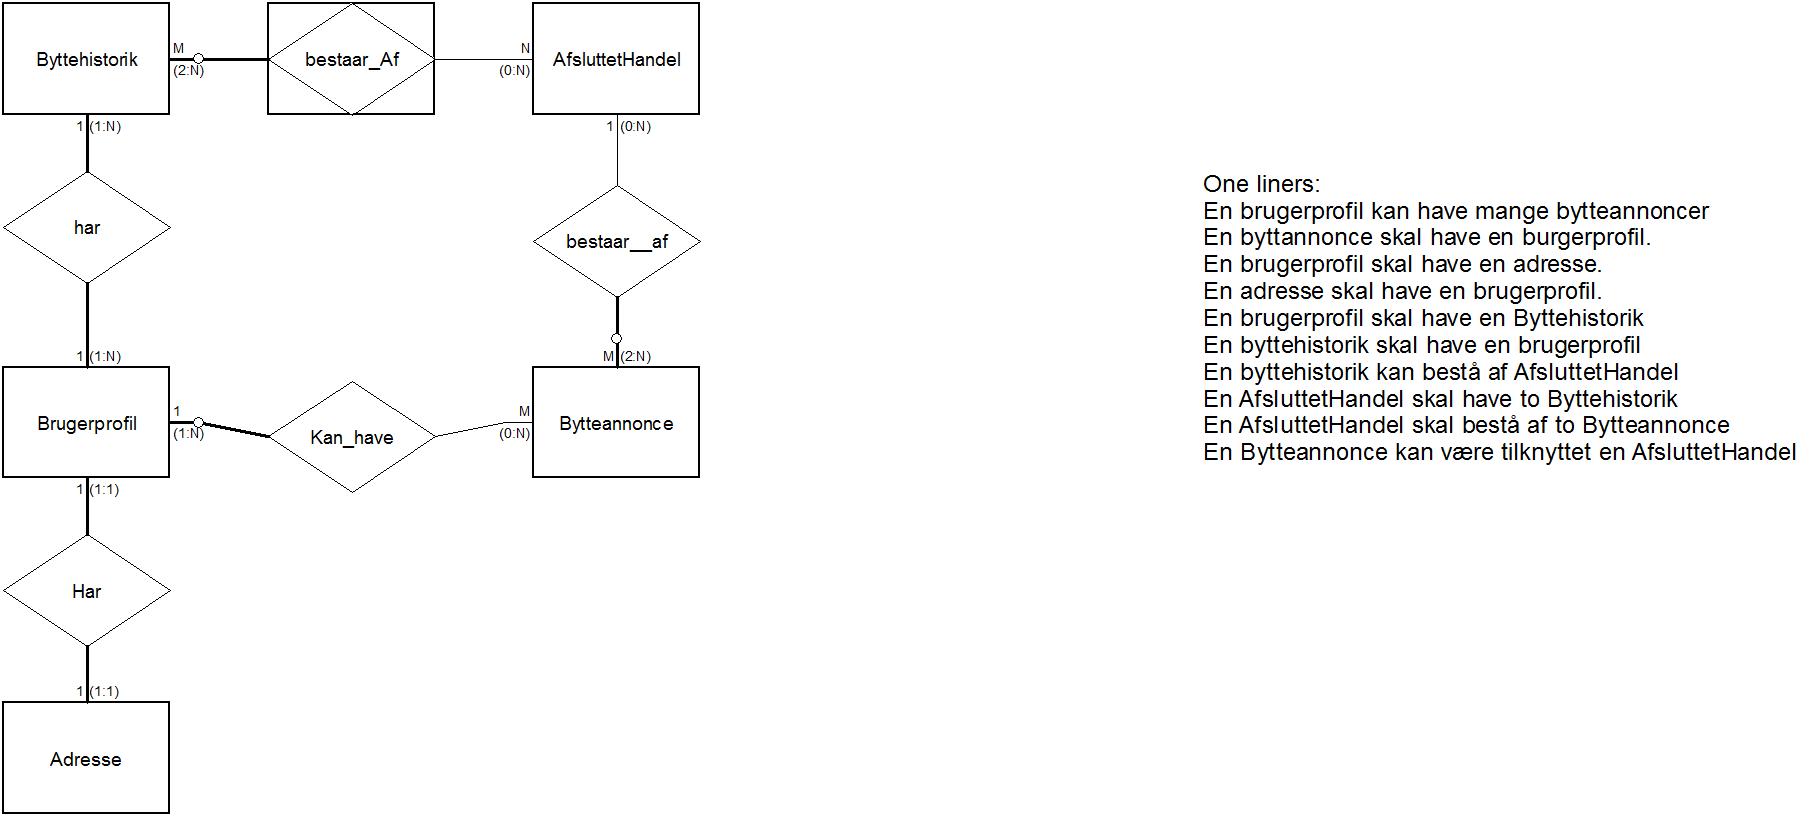 Byttehistorik
M
(2:N)
bestaar_Af
N
(0:N)
AfsluttetHandel
1 (1:N)
1 (0:N)
har
bestaar__af
1 (1:N)
M (2:N)
Brugerprofil
1
(1:N)
Kan_have
M
(0:N)
Bytteannonce
1 (1:1)
Har
1 (1:1)
Adresse
One liners:
En brugerprofil kan have mange bytteannoncer
En byttannonce skal have en burgerprofil.
En brugerprofil skal have en adresse.
En adresse skal have en brugerprofil.
En brugerprofil skal have en Byttehistorik
En byttehistorik skal have en brugerprofil
En byttehistorik kan bestå af AfsluttetHandel
En AfsluttetHandel skal have to Byttehistorik
En AfsluttetHandel skal bestå af to Bytteannonce
En Bytteannonce kan være tilknyttet en AfsluttetHandel